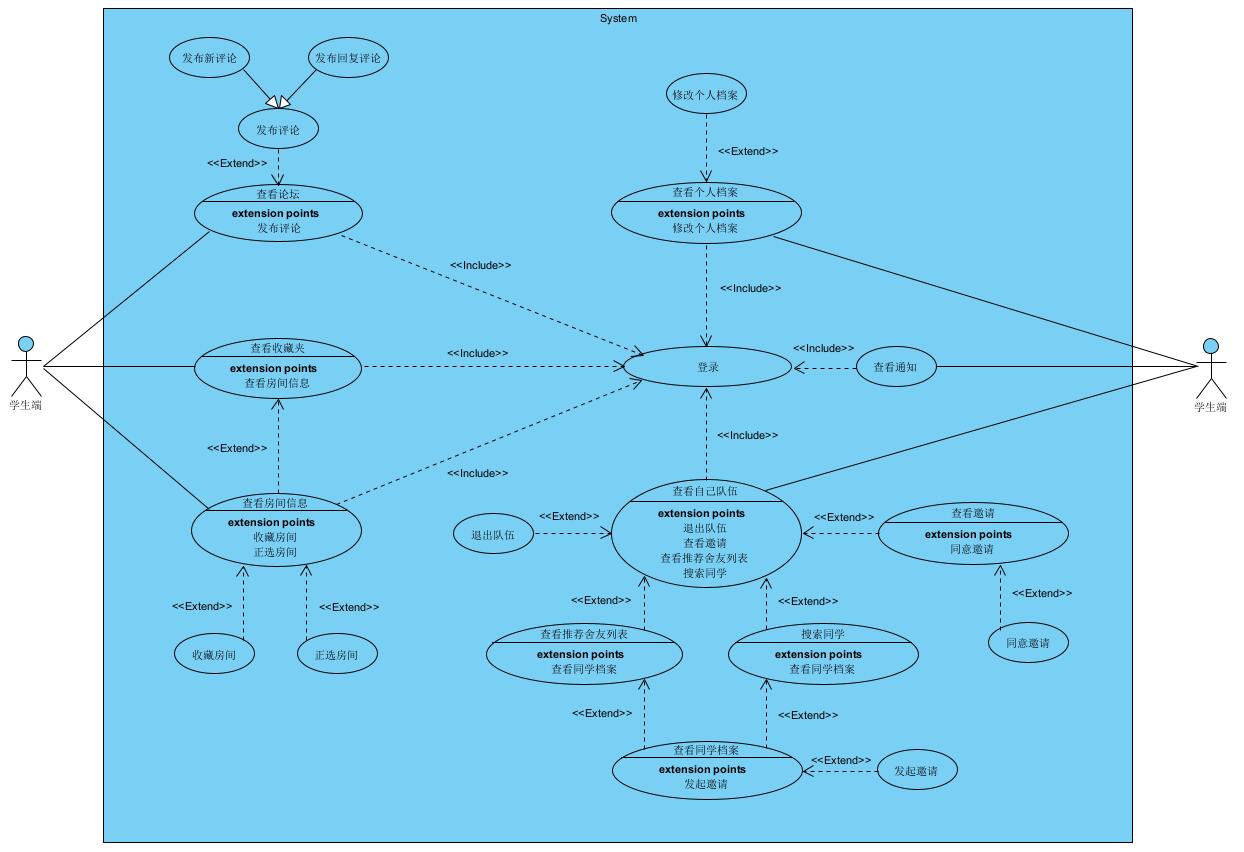 System
发布新评论
发布回复评论
发布评论
<<Extend>>
查看论坛
extension points
发布评论
修改个人档案
<<Extend>>
查看个人档案
extension points
修改个人档案
<<Include>>
<<Include>>
学生端
查看收藏夹
extension points
查看房间信息
<<Include>>
登录
<<Include>>
查看通知
学生端
<<Extend>>
<<Include>>
<<Include>>
查看房间信息
extension points
收藏房间
正选房间
<<Extend>>
<<Extend>>
收藏房间
正选房间
退出队伍
<<Extend>>
查看自己队伍
extension points
退出队伍
查看邀请
查看推荐舍友列表
搜索同学
<<Extend>>
查看邀请
extension points
同意邀请
<<Extend>>
同意邀请
<<Extend>>
<<Extend>>
查看推荐舍友列表
extension points
查看同学档案
搜索同学
extension points
查看同学档案
<<Extend>>
<<Extend>>
查看同学档案
extension points
发起邀请
<<Extend>>
发起邀请